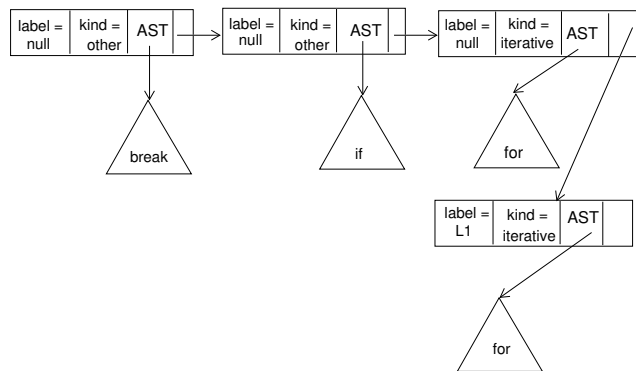 label = null kind = other AST
label = null kind = other AST
label = null kind = iterative AST
break
if
for
label = L1 kind = iterative AST
for